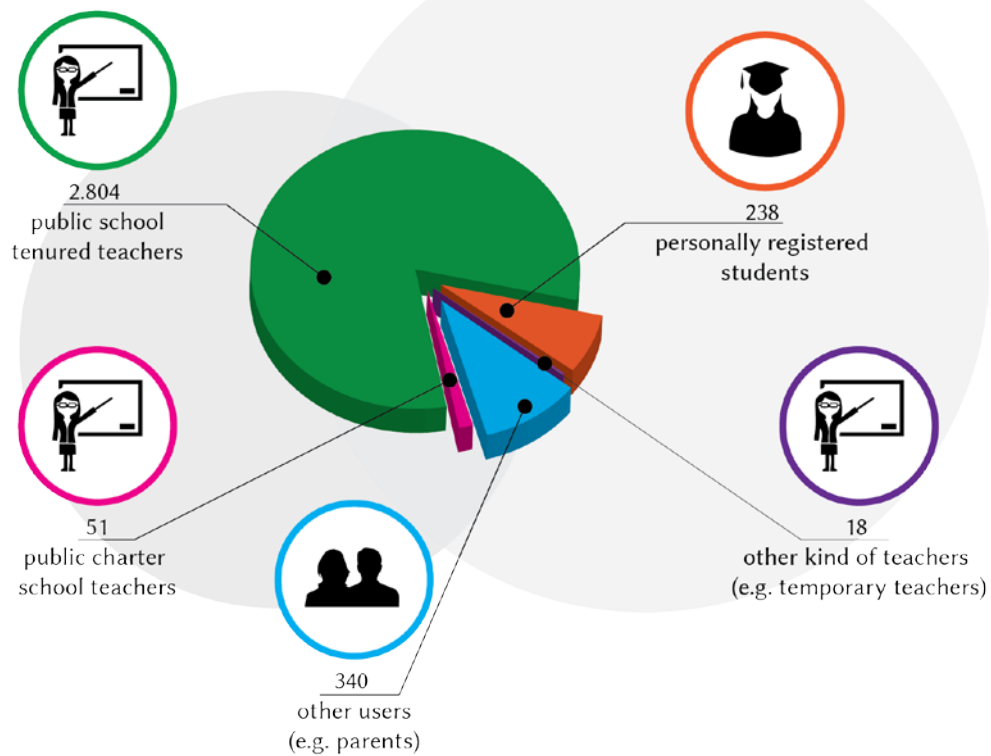 2.804
public school
tenured teachers
238
personally registered
students
51
public charter
school teachers
18
other kind of teachers
(e.g. temporary teachers)
340
other users
(e.g. parents)